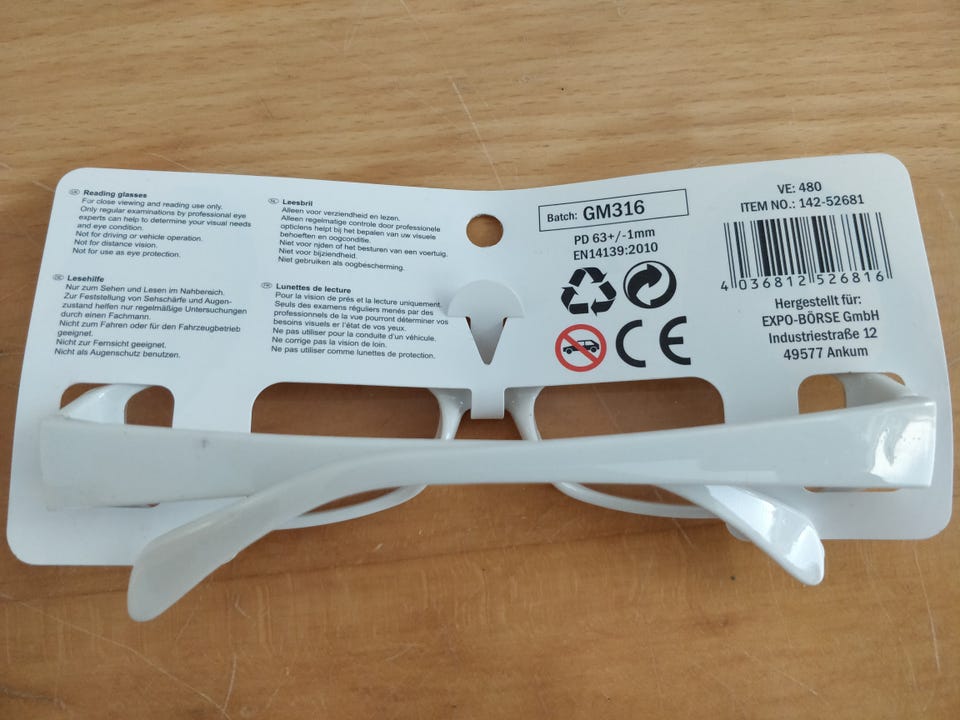 GB Reading glasses
For close viewing and reading use only.
Only regular examinations by professional eye
experts can help to determine your visual needs
and eye condition.
Not for driving or vehicle operation.
Not for distance vision.
Not for use as eye protection.
DE Lesehilfe
Nur zum Sehen und Lesen im Nahbereich.
Zur Feststellung von Sehschärfe und Augen-
zustand helfen nur regelmäßige Untersuchungen
durch einen Fachmann.
Nicht zum Fahren oder für den Fahrzeugbetrieb
geeignet.
Nicht zur Fernsicht geeignet.
Nicht als Augenschutz benutzen.
NL Leesbril
Alleen voor verziendheid en lezen.
Alleen regelmatige controle door professionele
opticiens helpt bij het bepalen van uw visuele
behoeften en oogconditie.
Niet voor rjden of het besturen van een voertuig.
Niet voor bijziendheid.
Niet gebruiken als oogbescherming.
FR Lunettes de lecture
Pour la vision de prés et la lecture uniquement.
Seuls des examens réguliers menés par des
professionnels de la vue pourront déterminer vos
besoins visuels er l'état de vos yeux.
Ne pas utiliser pour la conduite d'un véhicule.
Ne corrige pas la vision de loin.
Ne pas utiliser comme lunettes de protection.
Batch: GM316
PD 63+/-1mm
EN14139:2010
CE
VE: 480
ITEM NO.: 142-52681
4 036812 526816
Hergestellt für:
EXPO-BÖRSE GmbH
Industriestraße 12
49577 Ankum